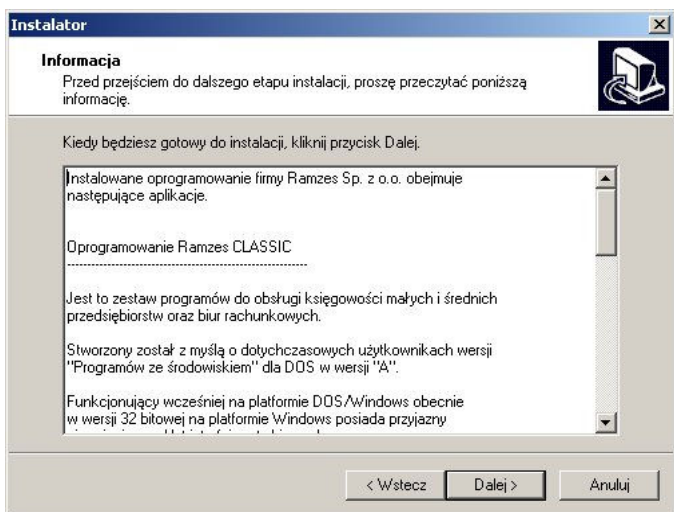 Instalator
Informacja
Przed przejściem do dalszego etapu instalacji, proszę przeczytać poniższą
informację.
Kiedy będziesz gotowy do instalacji, kliknij przycisk Dalej.
Instalowane oprogramowanie firmy Ramzes Sp. z o.o. obejmuje
następujące aplikacje.
Oprogramowanie Ramzes CLASSIC
------------------------------------------------------------
Jest to zestaw programów do obsługi księgowości małych i średnich
przedsiębiorstw oraz biur rachunkowych.
Stworzony został z myślą o dotychczasowych użytkownikach wersji
"Programów ze środowiskiem" dla DOS w wersji "A".
Funkcjonujący wcześniej na platformie DOS/Windows obecnie
w wersji 32 bitowej na platformie Windows posiada przyjazny
< Wstecz
Dalej >
Anuluj